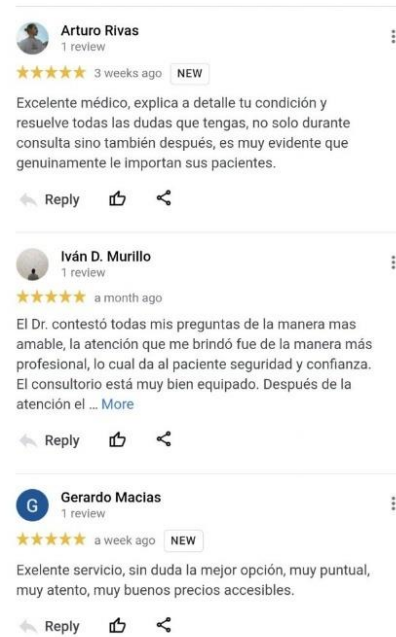 Arturo Rivas
1 review
3 weeks ago NEW
Excelente médico, explica a detalle tu condición y
resuelve todas las dudas que tengas, no solo durante
consulta sino también después, es muy evidente que
genuinamente le importan sus pacientes.
Reply
Iván D. Murillo
1 review
a month ago
El Dr. contestó todas mis preguntas de la manera mas
amable, la atención que me brindó fue de la manera más
profesional, lo cual da al paciente seguridad y confianza.
El consultorio está muy bien equipado. Después de la
atención el ... More
Reply
G
Gerardo Macias
1 review
a week ago NEW
Exelente servicio, sin duda la mejor opción, muy puntual,
muy atento, muy buenos precios accesibles.
Reply